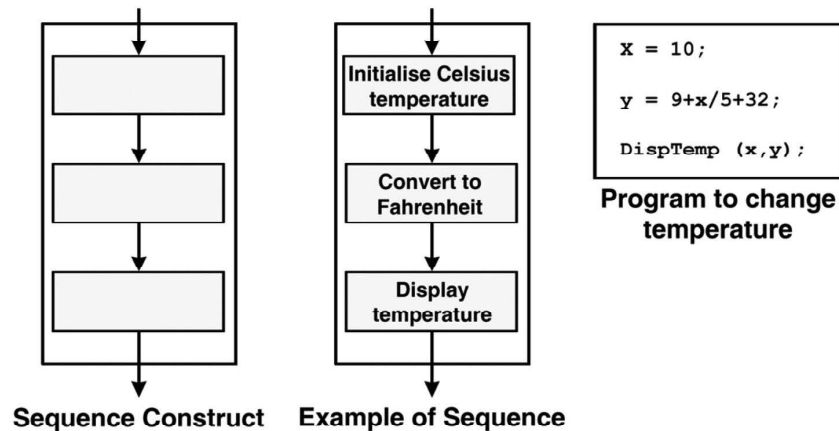 Initialise Celsius
temperature
Convert to
Fahrenheit
Display
temperature
X = 10;
y = 9+x/5+32;
DispTemp (x,y);
Program to change
temperature
Sequence Construct
Example of Sequence